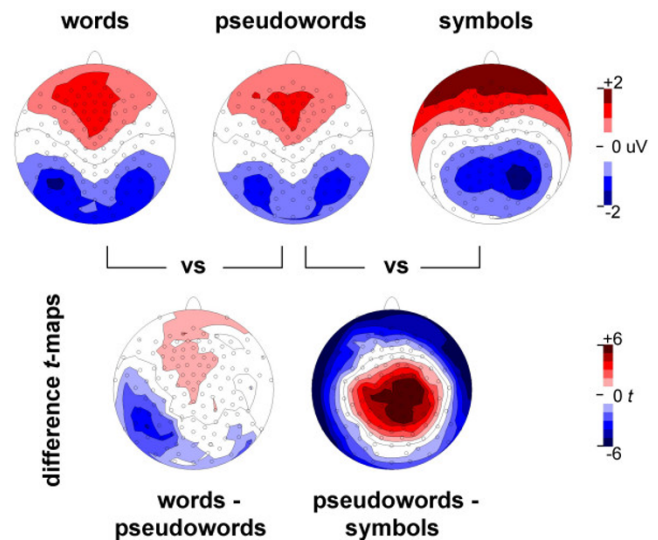 words
pseudowords
symbols
+2
0 uV
-2
vs
vs
difference t-maps
+6
0 t
-6
words -
pseudowords
pseudowords -
symbols